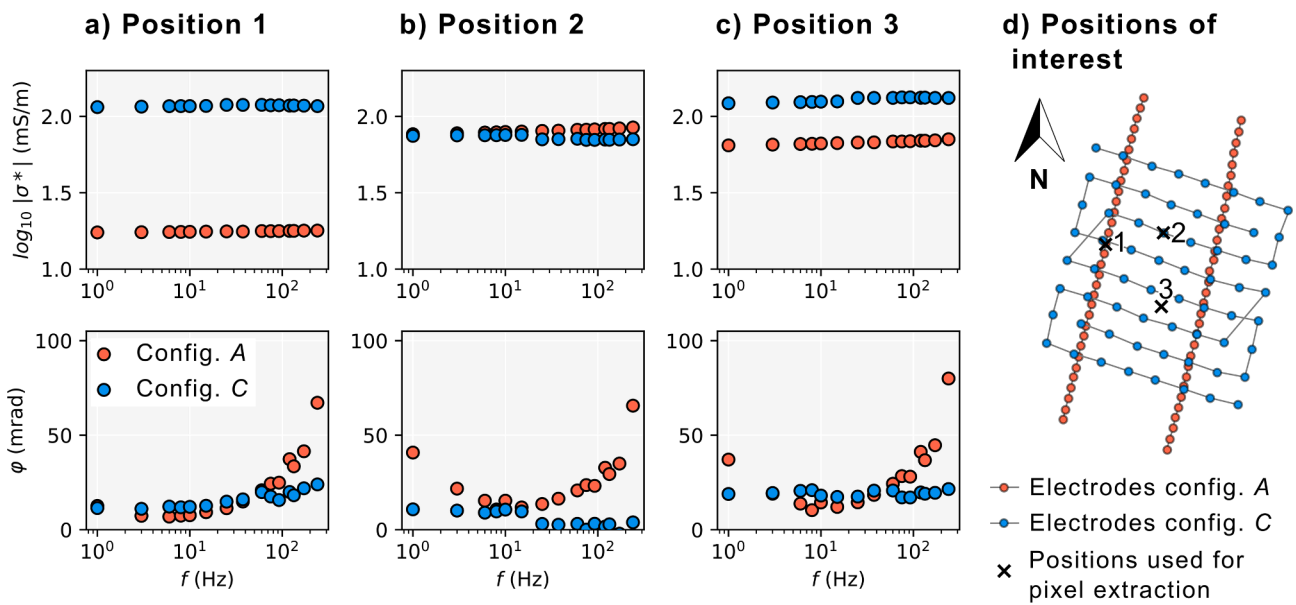 a) Position 1
b) Position 2
c) Position 3
d) Positions of
interest
log10 |σ*| (mS/m)
2.0
1.5
1.0
10^0 10^1 10^2
2.0
1.5
1.0
10^0 10^1 10^2
2.0
1.5
1.0
10^0 10^1 10^2
φ (mrad)
100
50
0
Config. A
Config. C
10^0 10^1 10^2
f (Hz)
100
50
0
10^0 10^1 10^2
f (Hz)
100
50
0
10^0 10^1 10^2
f (Hz)
N
1
2
3
Electrodes config. A
Electrodes config. C
Positions used for
pixel extraction